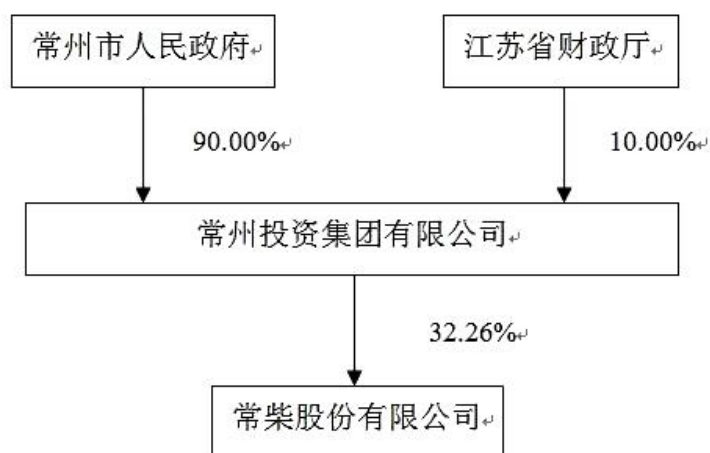 常州市人民政府
江苏省财政厅
90.00%
10.00%
常州投资集团有限公司
32.26%
常柴股份有限公司